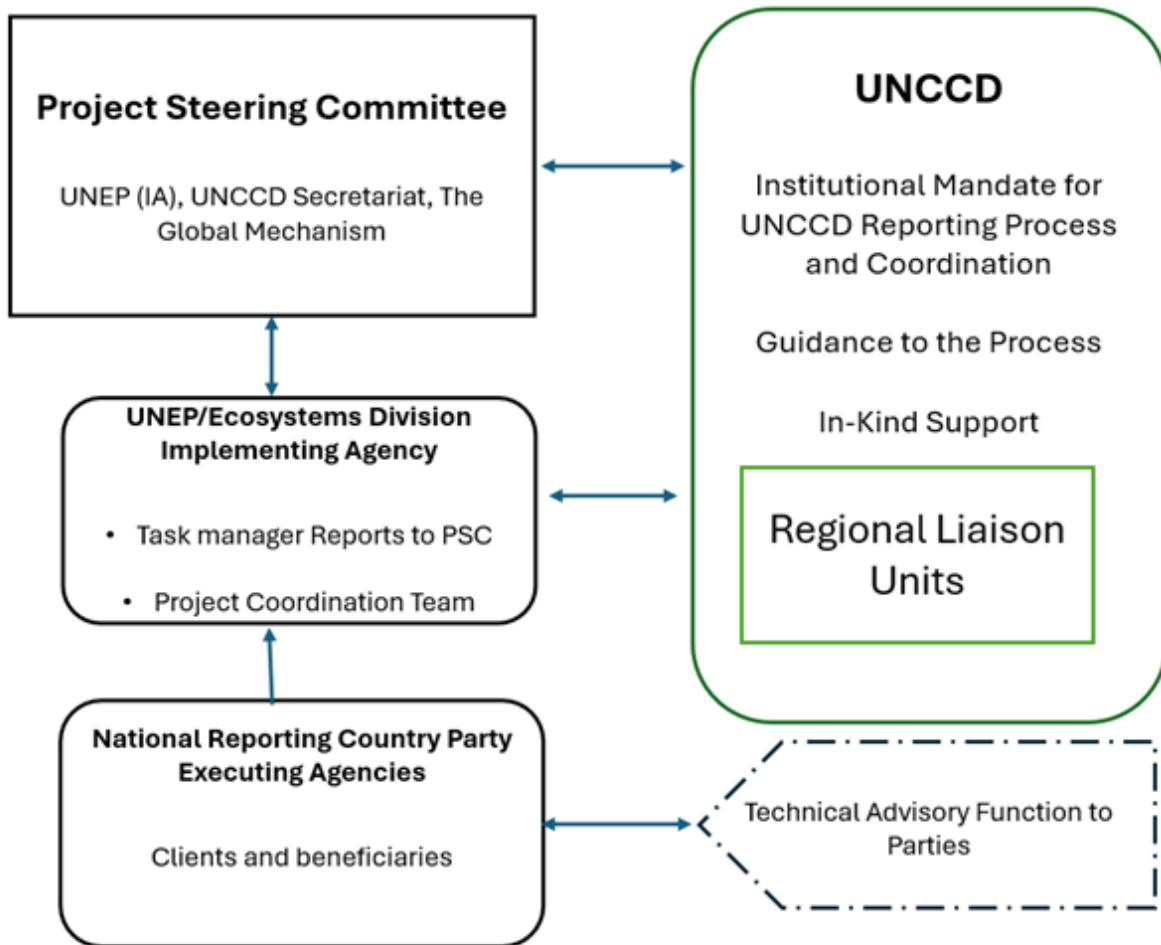 Project Steering Committee
UNEP (IA), UNCCD Secretariat, The
Global Mechanism
UNCCD
Institutional Mandate for
UNCCD Reporting Process
and Coordination
Guidance to the Process
In-Kind Support
Regional Liaison
Units
UNEP/Ecosystems Division
Implementing Agency
• Task manager Reports to PSC
• Project Coordination Team
National Reporting Country Party
Executing Agencies
Clients and beneficiaries
Technical Advisory Function to
Parties